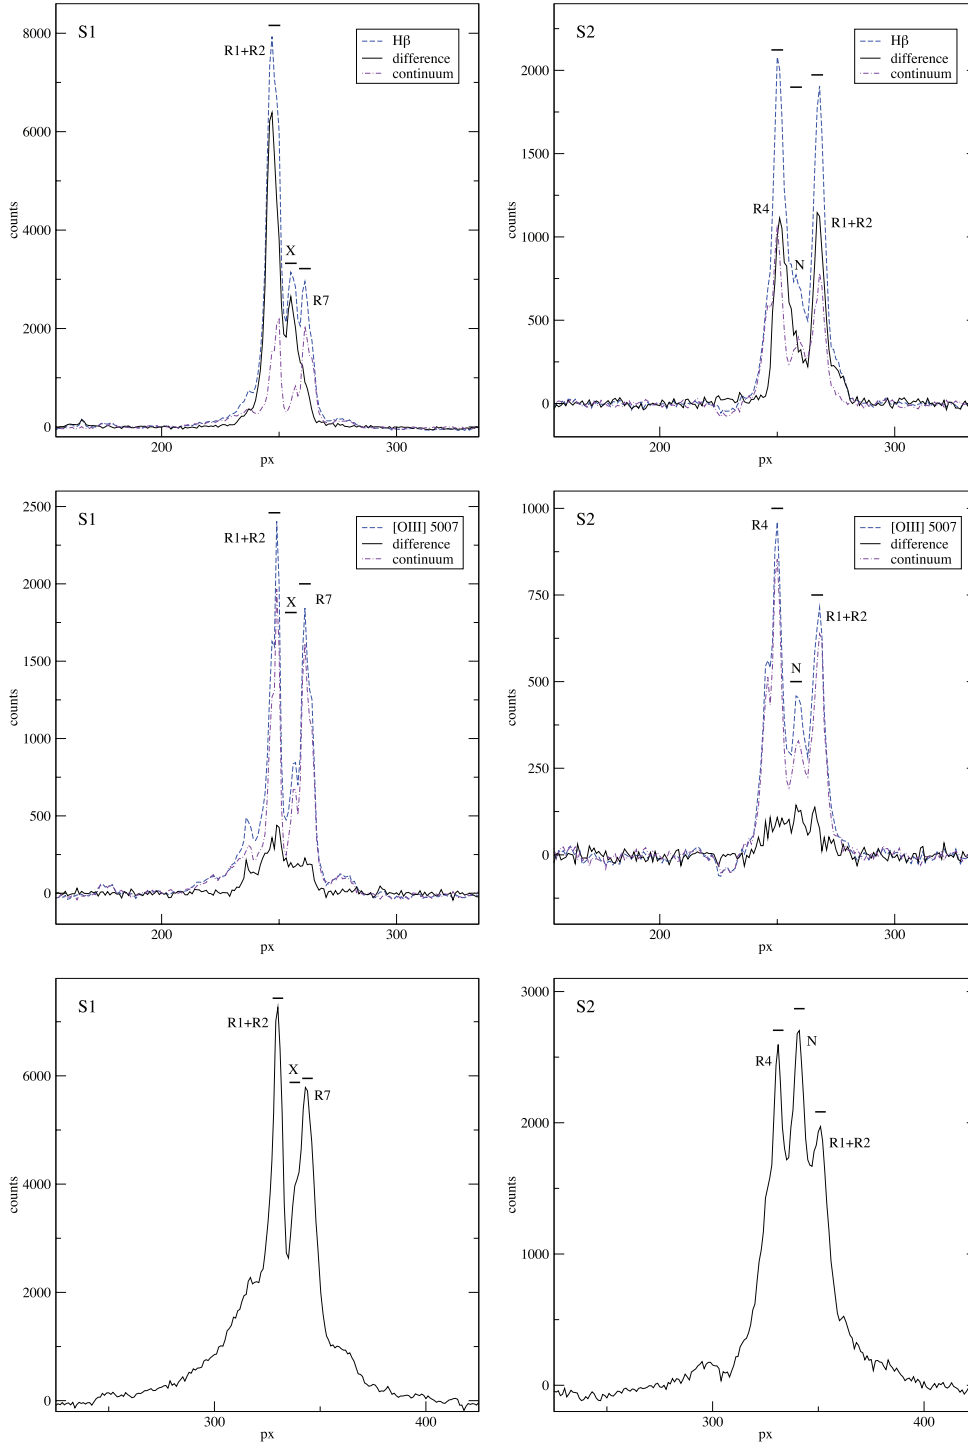 S1
Hβ
difference
continuum
R1+R2
X
R7
8000
6000
4000
2000
0
counts
200
300
px
S2
Hβ
difference
continuum
R4
N
R1+R2
2000
1500
1000
500
0
counts
200
300
px
S1
[OIII] 5007
difference
continuum
R1+R2
X
R7
2500
2000
1500
1000
500
0
counts
200
300
px
S2
[OIII] 5007
difference
continuum
R4
N
R1+R2
1000
750
500
250
0
counts
200
300
px
S1
R1+R2
X
R7
6000
4000
2000
0
counts
300
400
px
S2
R4
N
R1+R2
3000
2000
1000
0
counts
300
400
px